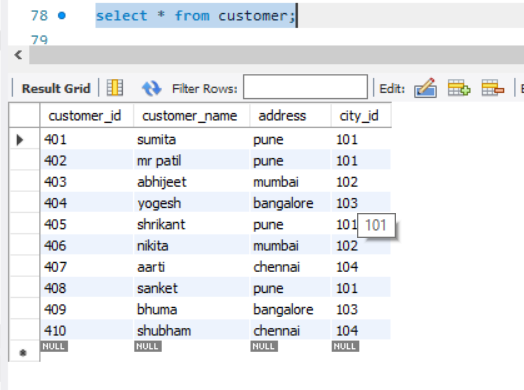 78 select * from customer;
79
Result Grid Filter Rows: Edit:
customer_id customer_name address city_id
401 sumita pune 101
402 mr patil pune 101
403 abhijeet mumbai 102
404 yogesh bangalore 103
405 shrikant pune 101 101
406 nikita mumbai 102
407 aarti chennai 104
408 sanket pune 101
409 bhuma bangalore 103
410 shubham chennai 104
NULL NULL NULL NULL